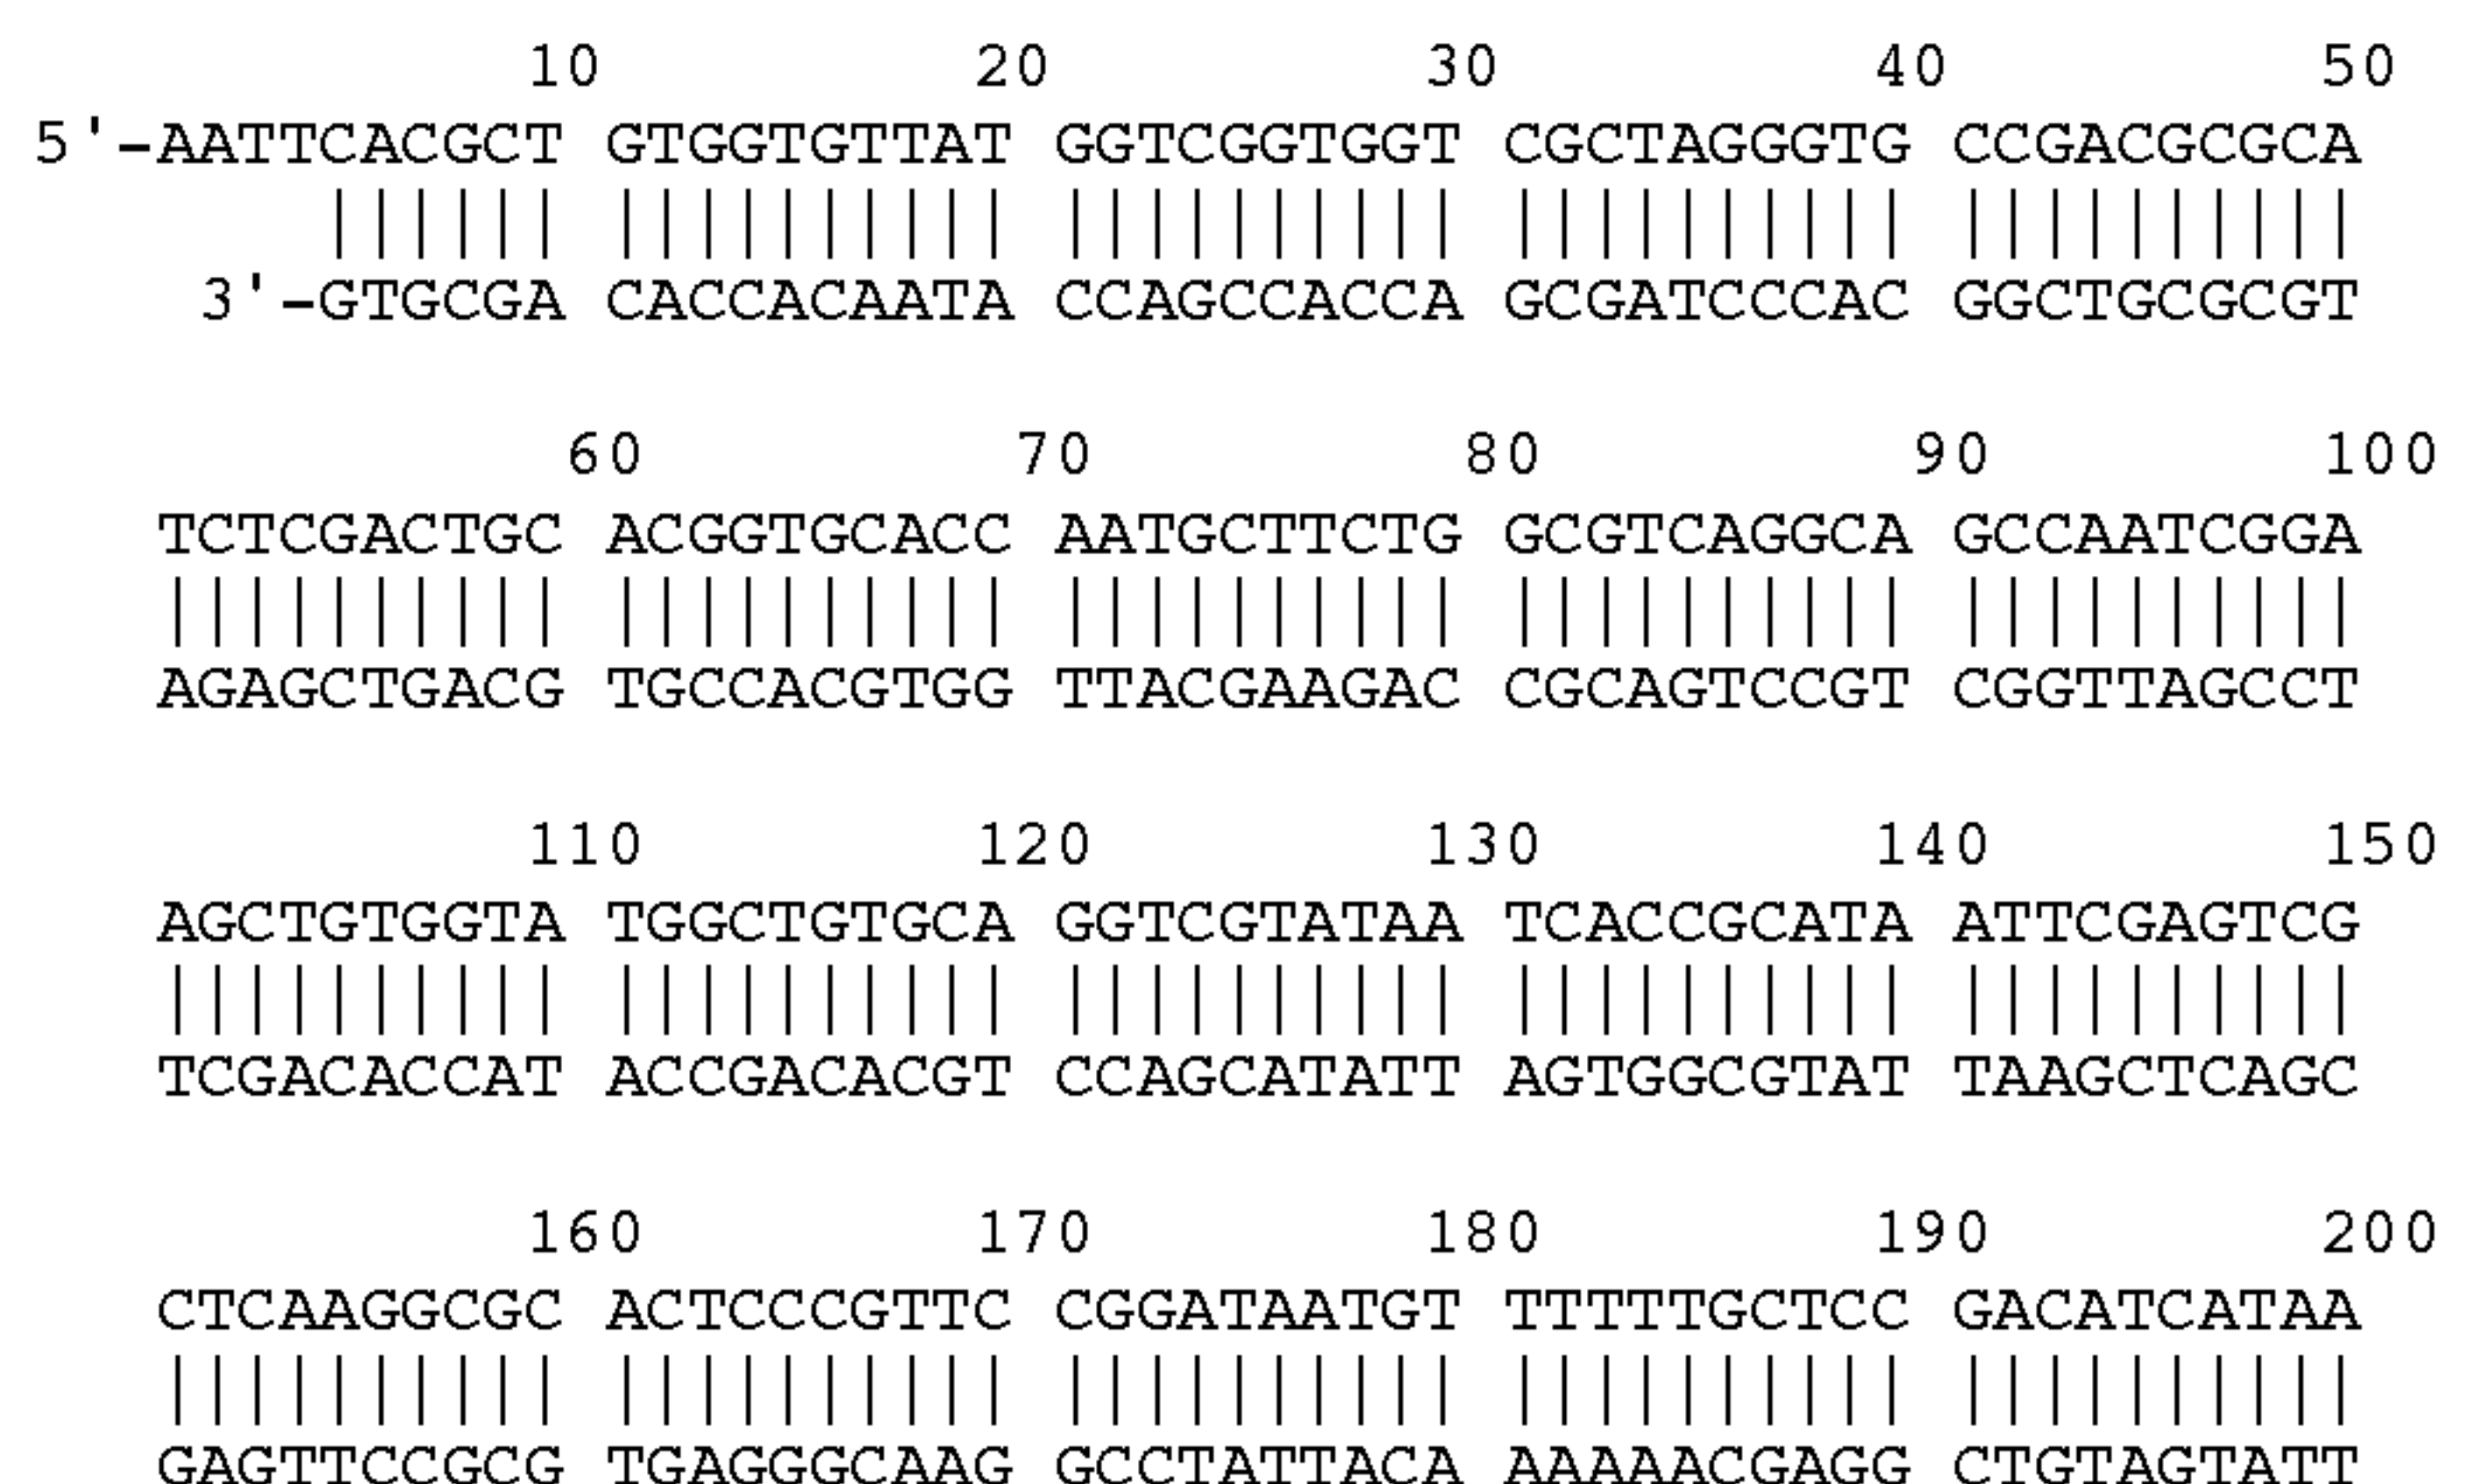 10 20 30 40 50
5'-AATTCACGCT GTGGTGTTAT GGTCGGTGGT CGCTAGGGTG CCGACGCGCA
|||||| |||||||||| |||||||||| |||||||||| ||||||||||
3'-GTGCGA CACCACAATA CCAGCCACCA GCGATCCCAC GGCTGCGCGT
60 70 80 90 100
TCTCGACTGC ACGGTGCACC AATGCTTCTG GCGTCAGGCA GCCAATCGGA
|||||||||| |||||||||| |||||||||| |||||||||| ||||||||||
AGAGCTGACG TGCCACGTGG TTACGAAGAC CGCAGTCCGT CGGTTAGCCT
110 120 130 140 150
AGCTGTGGTA TGGCTGTGCA GGTCGTATAA TCACCGCATA ATTCGAGTCG
|||||||||| |||||||||| |||||||||| |||||||||| ||||||||||
TCGACACCAT ACCGACACGT CCAGCATATT AGTGGCGTAT TAAGCTCAGC
160 170 180 190 200
CTCAAGGCGC ACTCCCGTTC CGGATAATGT TTTTTGCTCC GACATCATAA
|||||||||| |||||||||| |||||||||| |||||||||| ||||||||||
GAGTTCCGCG TGAGGGCAAG GCCTATTACA AAAAACGAGG CTGTAGTATT